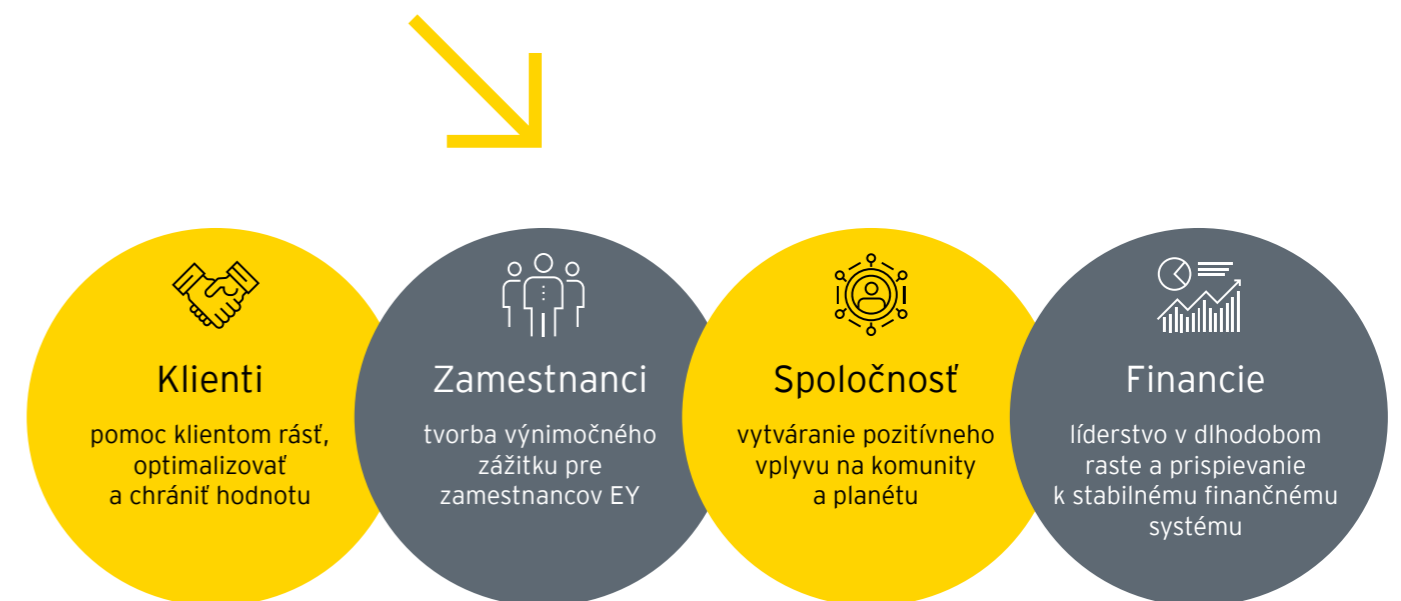 Klienti
pomoc klientom rásť,
optimalizovať
a chrániť hodnotu
Zamestnanci
tvorba výnimočného
zážitku pre
zamestnancov EY
Spoločnosť
vytváranie pozitívneho
vplyvu na komunity
a planétu
Financie
líderstvo v dlhodobom
raste a prispievanie
k stabilnému finančnému
systému